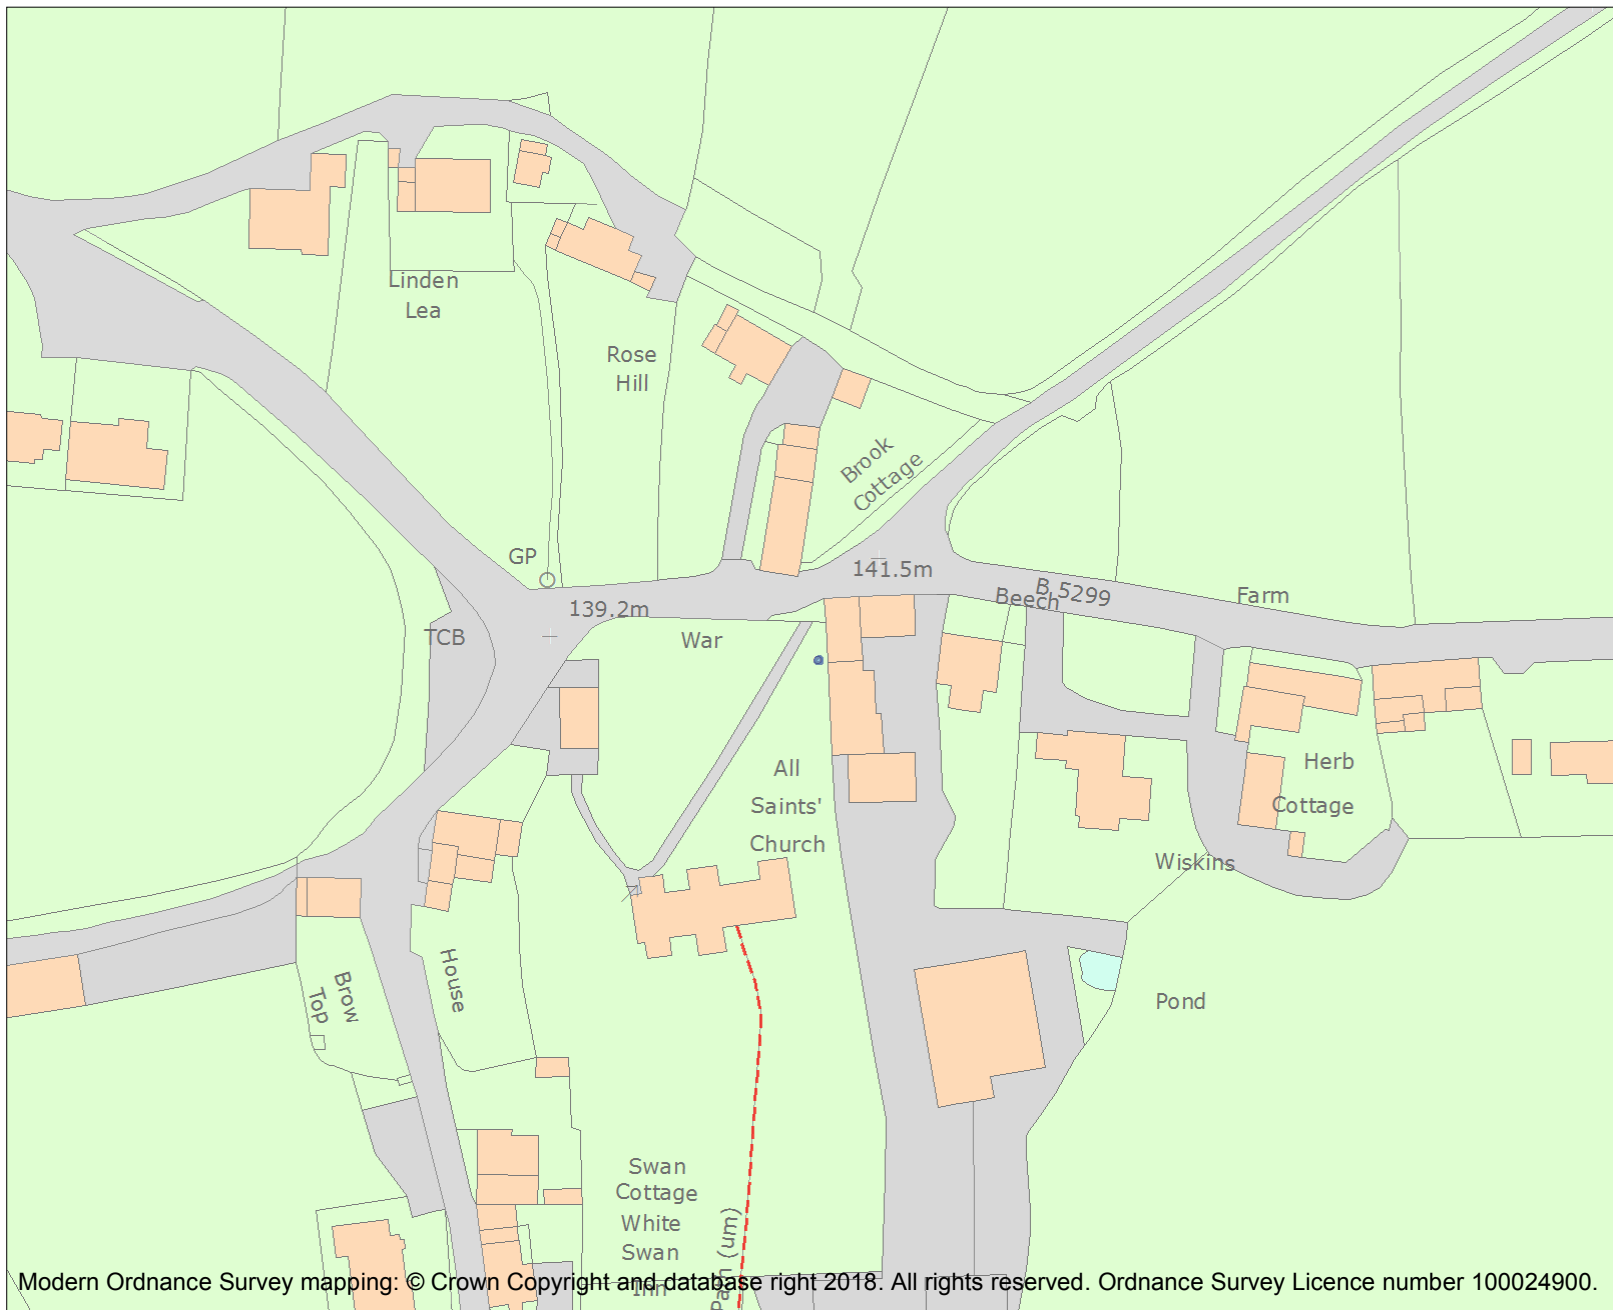 Linden
Lea
Rose
Hill
Brook
Cottage
GP
141.5m
B 5299
Beech
Farm
139.2m
TCB
War
All
Saints'
Church
Herb
Cottage
Wiskins
House
Brow
Top
Pond
Swan
Cottage
White
Swan
Inn
Path (um)
Modern Ordnance Survey mapping: © Crown Copyright and database right 2018. All rights reserved. Ordnance Survey Licence number 100024900.